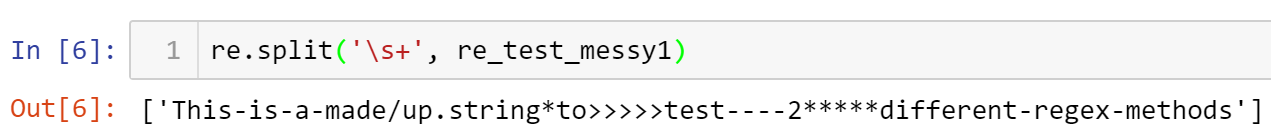 In [6]: 1 re.split('\s+', re_test_messy1)
Out[6]: ['This-is-a-made/up.string*to>>>>>test----2*****different-regex-methods']